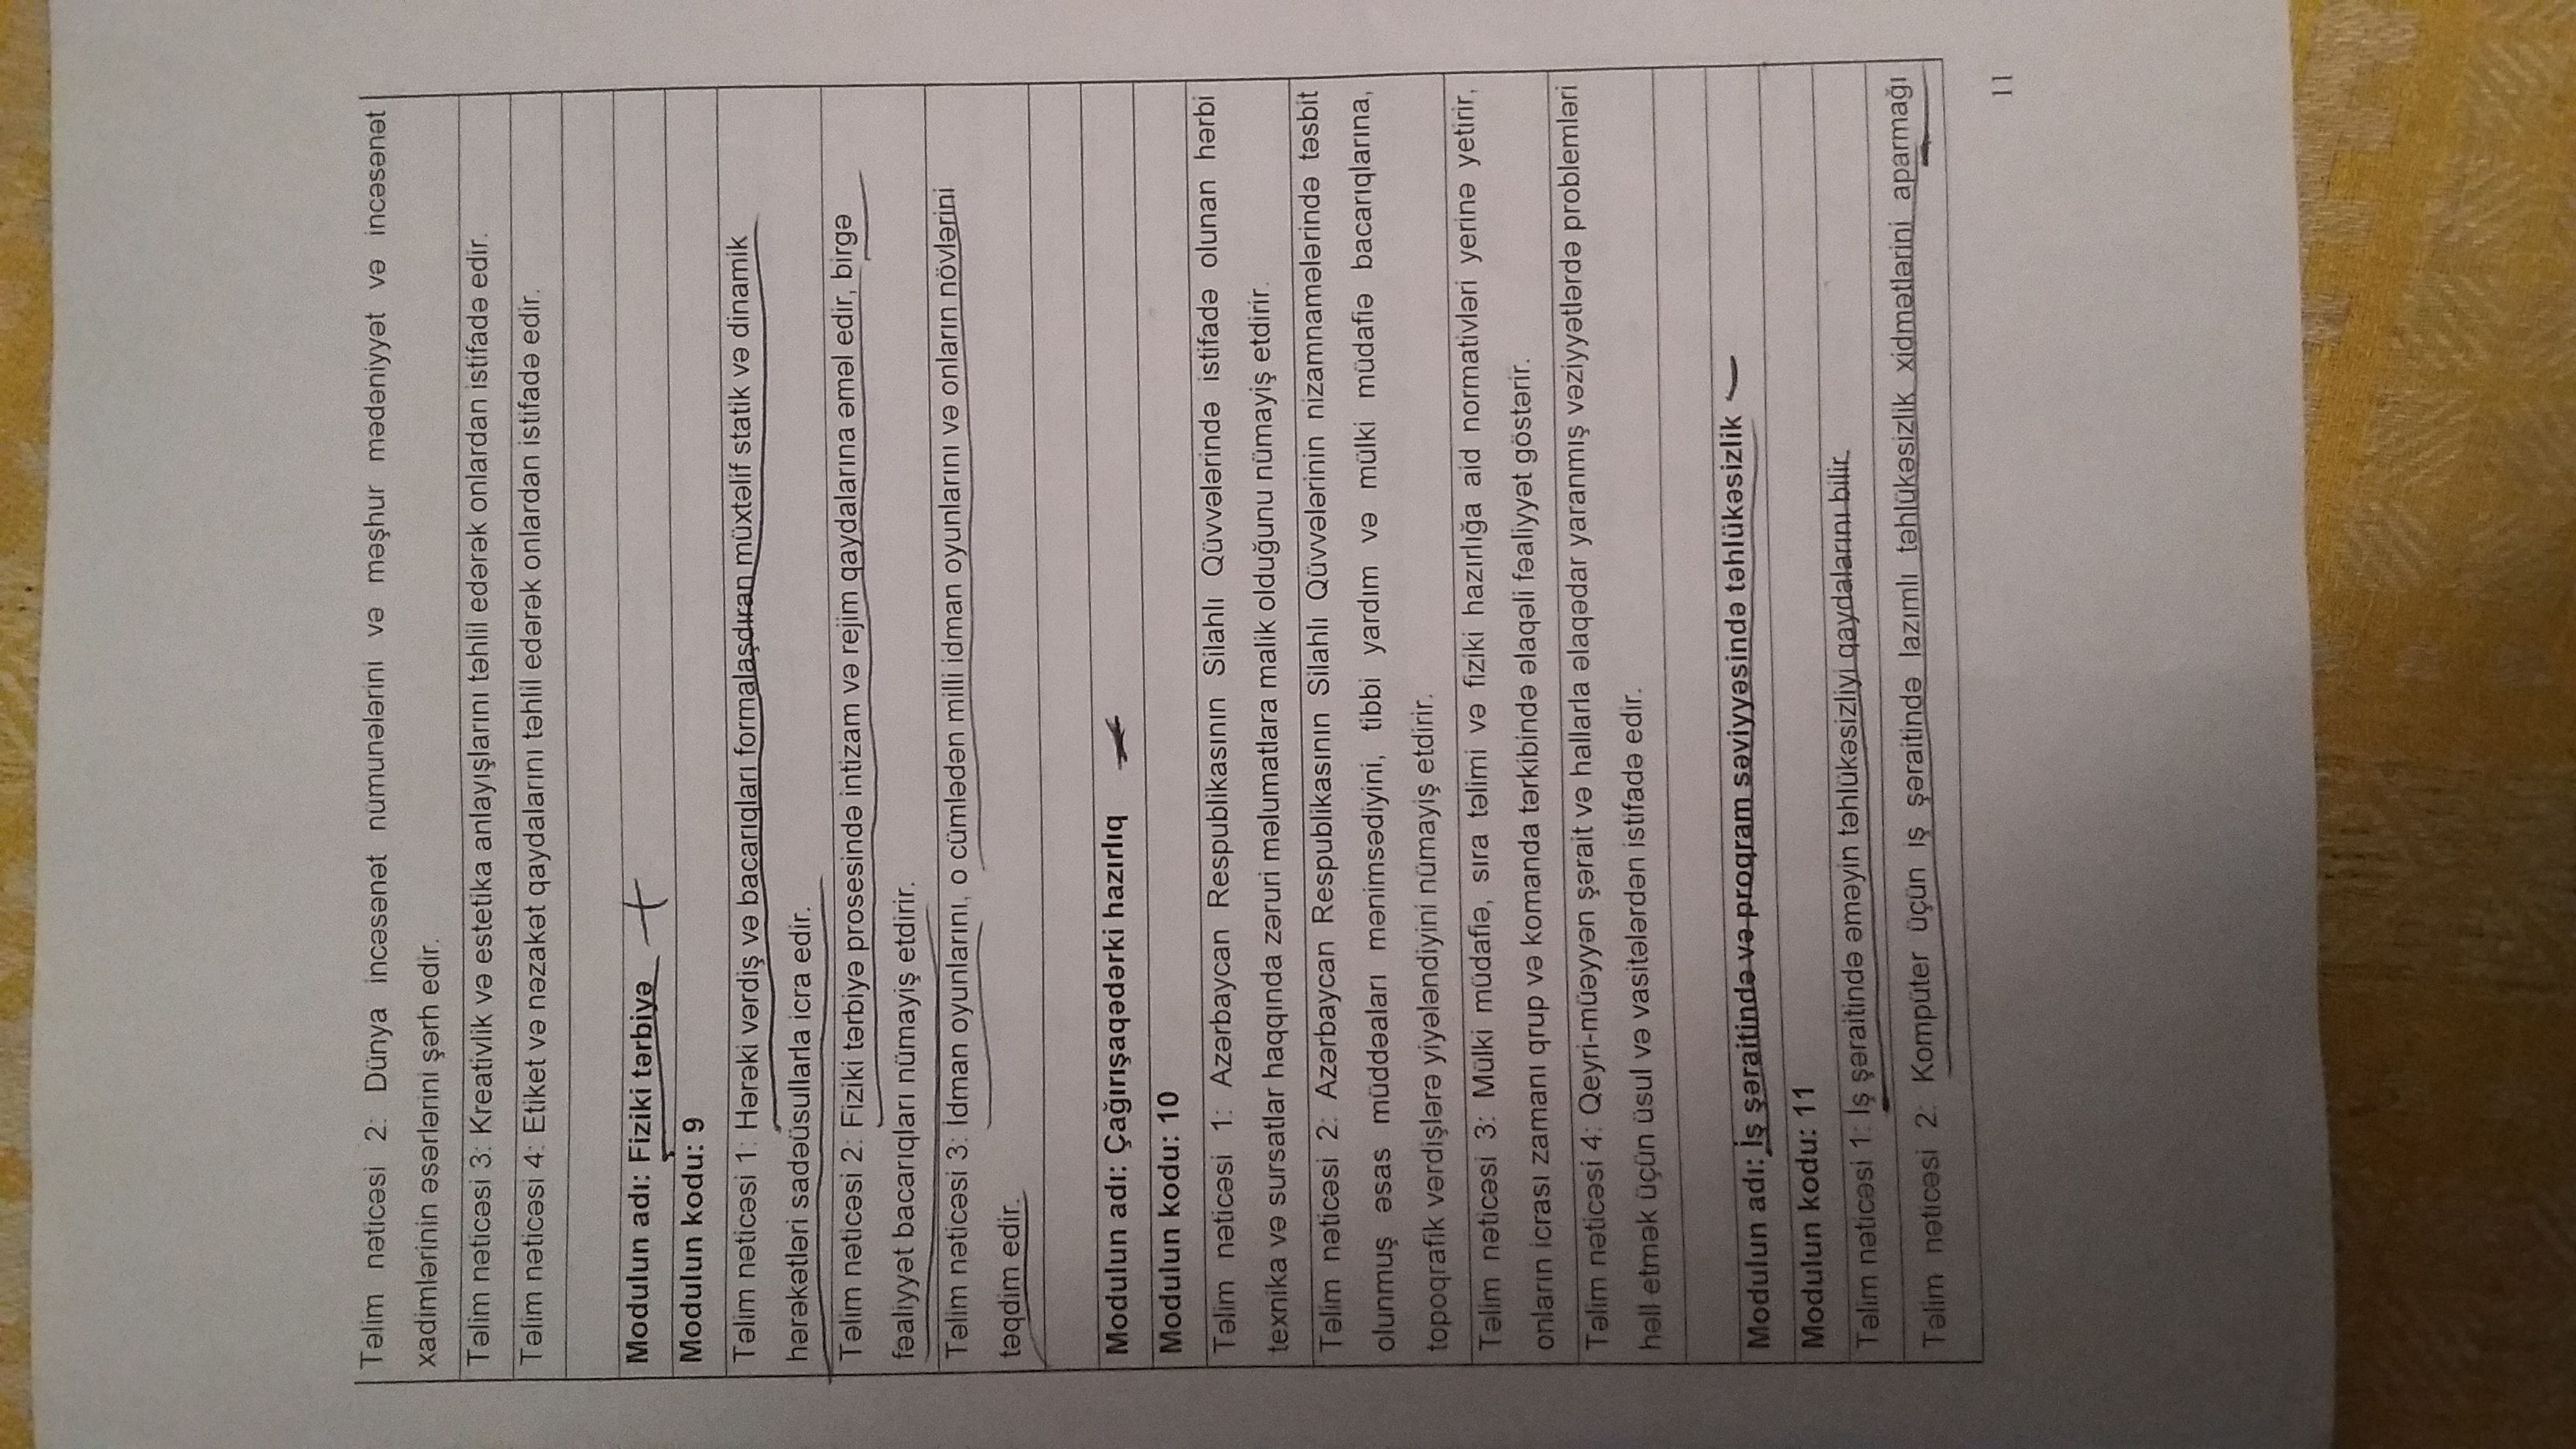 Təlim nəticəsi 2: Dünya incəsənət nümunələrini və məşhur mədəniyyət və incəsənət
xadimlərinin əsərlərini şərh edir.
Təlim nəticəsi 3: Kreativlik və estetika anlayışlarını təhlil edərək onlardan istifadə edir.
Təlim nəticəsi 4: Etiket və nəzakət qaydalarını təhlil edərək onlardan istifadə edir.
Modulun adı: Fiziki tərbiyə +
Modulun kodu: 9
Təlim nəticəsi 1: Hərəki vərdiş və bacarıqları formalaşdıran müxtəlif statik və dinamik
hərəkətləri sadəüsullarla icra edir.
Təlim nəticəsi 2: Fiziki tərbiyə prosesində intizam və rejim qaydalarına əməl edir, birgə
fəaliyyət bacarıqları nümayiş etdirir.
Təlim nəticəsi 3: İdman oyunlarını, o cümlədən milli idman oyunlarını və onların növlərini
təqdim edir.
Modulun adı: Çağırışaqədərki hazırlıq
Modulun kodu: 10
Təlim nəticəsi 1: Azərbaycan Respublikasının Silahlı Qüvvələrində istifadə olunan hərbi
texnika və sursatlar haqqında zəruri məlumatlara malik olduğunu nümayiş etdirir.
Təlim nəticəsi 2: Azərbaycan Respublikasının Silahlı Qüvvələrinin nizamnamələrində təsbit
olunmuş əsas müddəaları mənimsədiyini, tibbi yardım və mülki müdafiə bacarıqlarına,
topoqrafik vərdişlərə yiyələndiyini nümayiş etdirir.
Təlim nəticəsi 3: Mülki müdafiə, sıra təlimi və fiziki hazırlığa aid normativləri yerinə yetirir,
onların icrası zamanı qrup və komanda tərkibində əlaqəli fəaliyyət göstərir.
Təlim nəticəsi 4: Qeyri-müəyyən şərait və hallarla əlaqədar yaranmış vəziyyətlərdə problemləri
həll etmək üçün üsul və vasitələrdən istifadə edir.
Modulun adı: İş şəraitində və proqram səviyyəsində təhlükəsizlik
Modulun kodu: 11
Təlim nəticəsi 1: İş şəraitində əməyin təhlükəsizliyi qaydalarını bilir.
Təlim nəticəsi 2: Kompüter üçün iş şəraitində lazımlı təhlükəsizlik xidmətlərini aparmağı
11